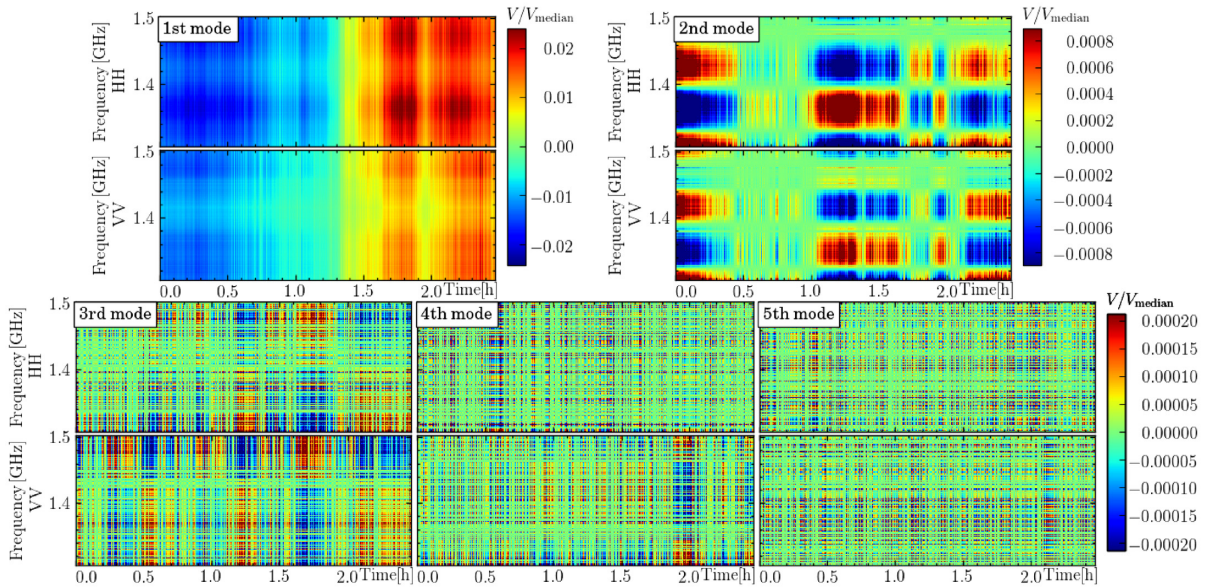 1st mode
2nd mode
V/V_median
V/V_median
1.5
1.4
Frequency [GHz]
HH
0.02
0.01
0.00
−0.01
−0.02
1.5
1.4
Frequency [GHz]
HH
0.0008
0.0006
0.0004
0.0002
0.0000
−0.0002
−0.0004
−0.0006
−0.0008
1.5
1.4
Frequency [GHz]
VV
1.5
1.4
Frequency [GHz]
VV
0.0 0.5 1.0 1.5 2.0 Time[h]
0.0 0.5 1.0 1.5 2.0 Time[h]
3rd mode
4th mode
5th mode
V/V_median
1.5
1.4
Frequency [GHz]
HH
1.5
1.4
Frequency [GHz]
VV
0.00020
0.00015
0.00010
0.00005
0.00000
−0.00005
−0.00010
−0.00015
−0.00020
0.0 0.5 1.0 1.5 2.0 Time[h]
0.0 0.5 1.0 1.5 2.0 Time[h]
0.0 0.5 1.0 1.5 2.0 Time[h]